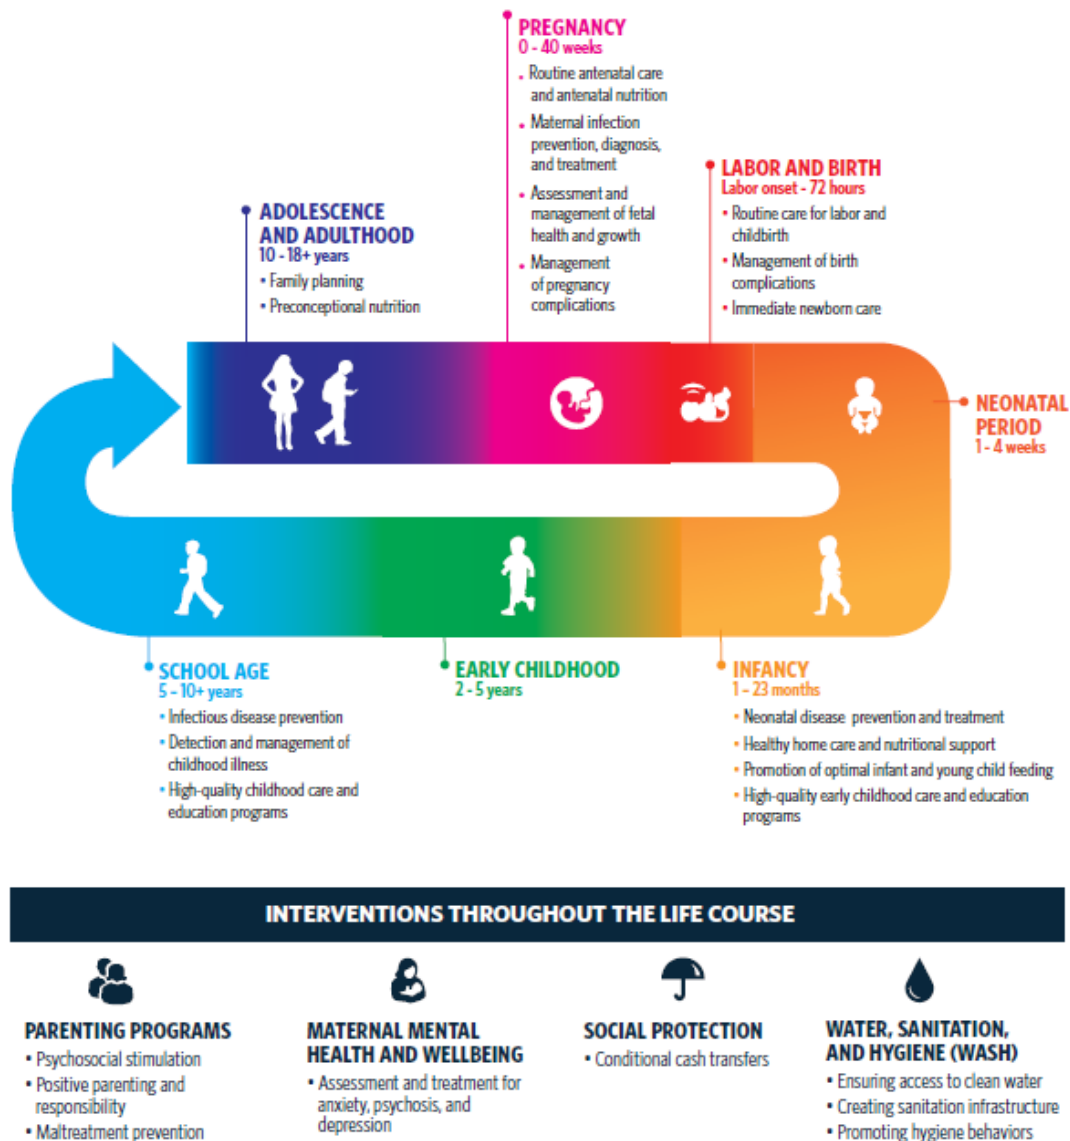 PREGNANCY
0 - 40 weeks
• Routine antenatal care
and antenatal nutrition
• Maternal infection
prevention, diagnosis,
and treatment
• Assessment and
management of fetal
health and growth
• Management
of pregnancy
complications
LABOR AND BIRTH
Labor onset - 72 hours
• Routine care for labor and
childbirth
• Management of birth
complications
• Immediate newborn care
ADOLESCENCE
AND ADULTHOOD
10 - 18+ years
• Family planning
• Preconceptional nutrition
NEONATAL
PERIOD
1 - 4 weeks
SCHOOL AGE
5 - 10+ years
• Infectious disease prevention
• Detection and management of
childhood illness
• High-quality childhood care and
education programs
EARLY CHILDHOOD
2 - 5 years
INFANCY
1 - 23 months
• Neonatal disease prevention and treatment
• Healthy home care and nutritional support
• Promotion of optimal infant and young child feeding
• High-quality early childhood care and education
programs
INTERVENTIONS THROUGHOUT THE LIFE COURSE
PARENTING PROGRAMS
• Psychosocial stimulation
• Positive parenting and
responsibility
• Maltreatment prevention
MATERNAL MENTAL
HEALTH AND WELLBEING
• Assessment and treatment for
anxiety, psychosis, and
depression
SOCIAL PROTECTION
• Conditional cash transfers
WATER, SANITATION,
AND HYGIENE (WASH)
• Ensuring access to clean water
• Creating sanitation infrastructure
• Promoting hygiene behaviors